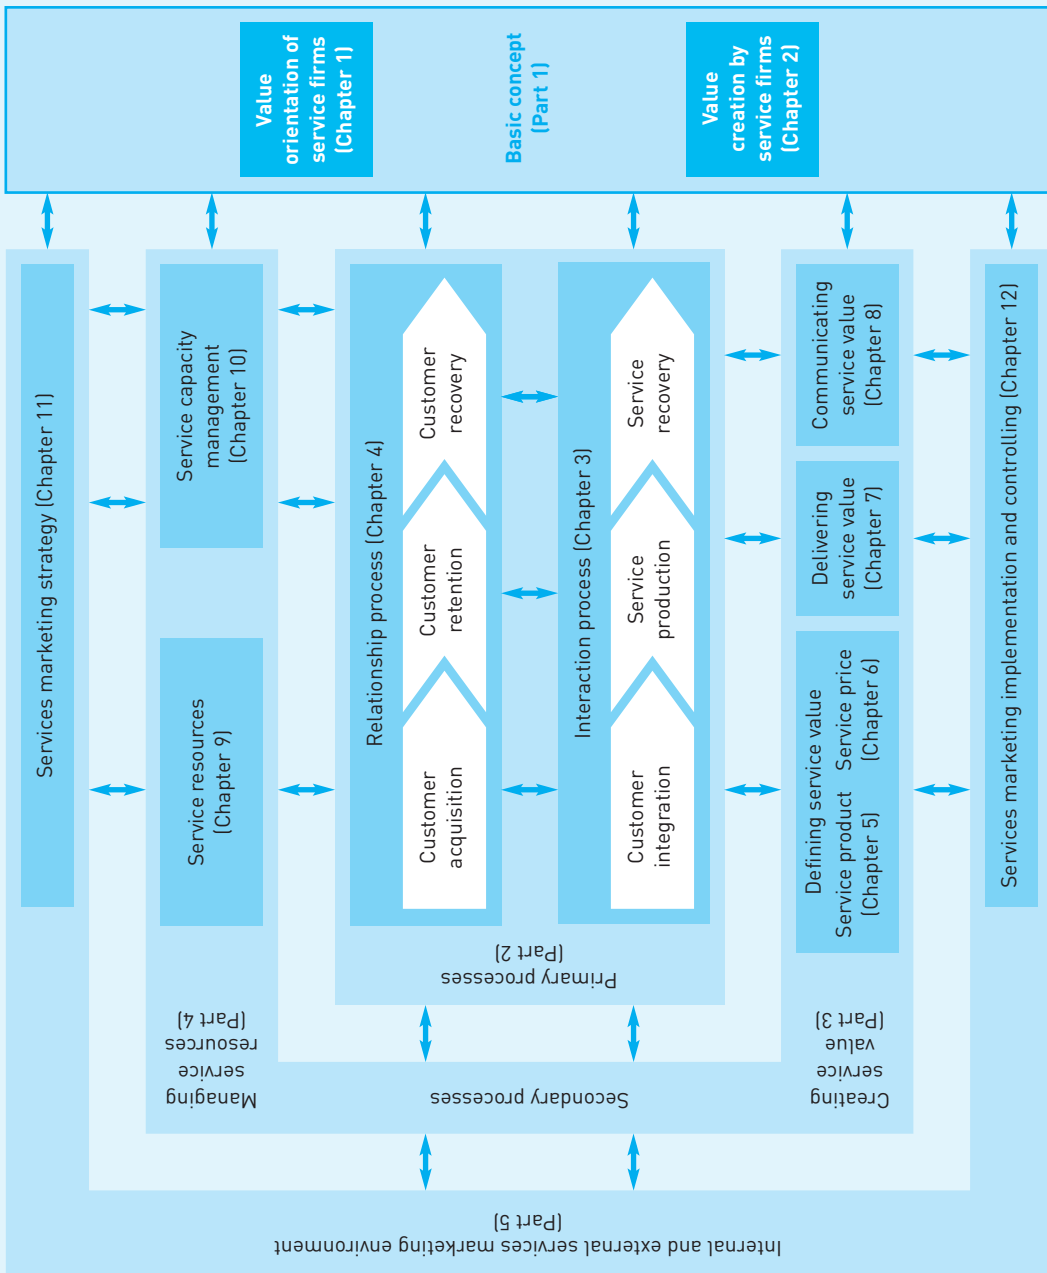 Value
orientation of
service firms
(Chapter 1)
Basic concept
(Part 1)
Value
creation by
service firms
(Chapter 2)
Services marketing strategy (Chapter 11)
Service resources
(Chapter 9)
Service capacity
management
(Chapter 10)
Managing
service
resources
(Part 4)
Relationship process (Chapter 4)
Customer
acquisition
Customer
retention
Customer
recovery
Primary processes
(Part 2)
Interaction process (Chapter 3)
Customer
integration
Service
production
Service
recovery
Secondary processes
Creating
service
value
(Part 3)
Defining service value
Service product Service price
(Chapter 5) (Chapter 6)
Delivering
service value
(Chapter 7)
Communicating
service value
(Chapter 8)
Services marketing implementation and controlling (Chapter 12)
Internal and external services marketing environment
(Part 5)